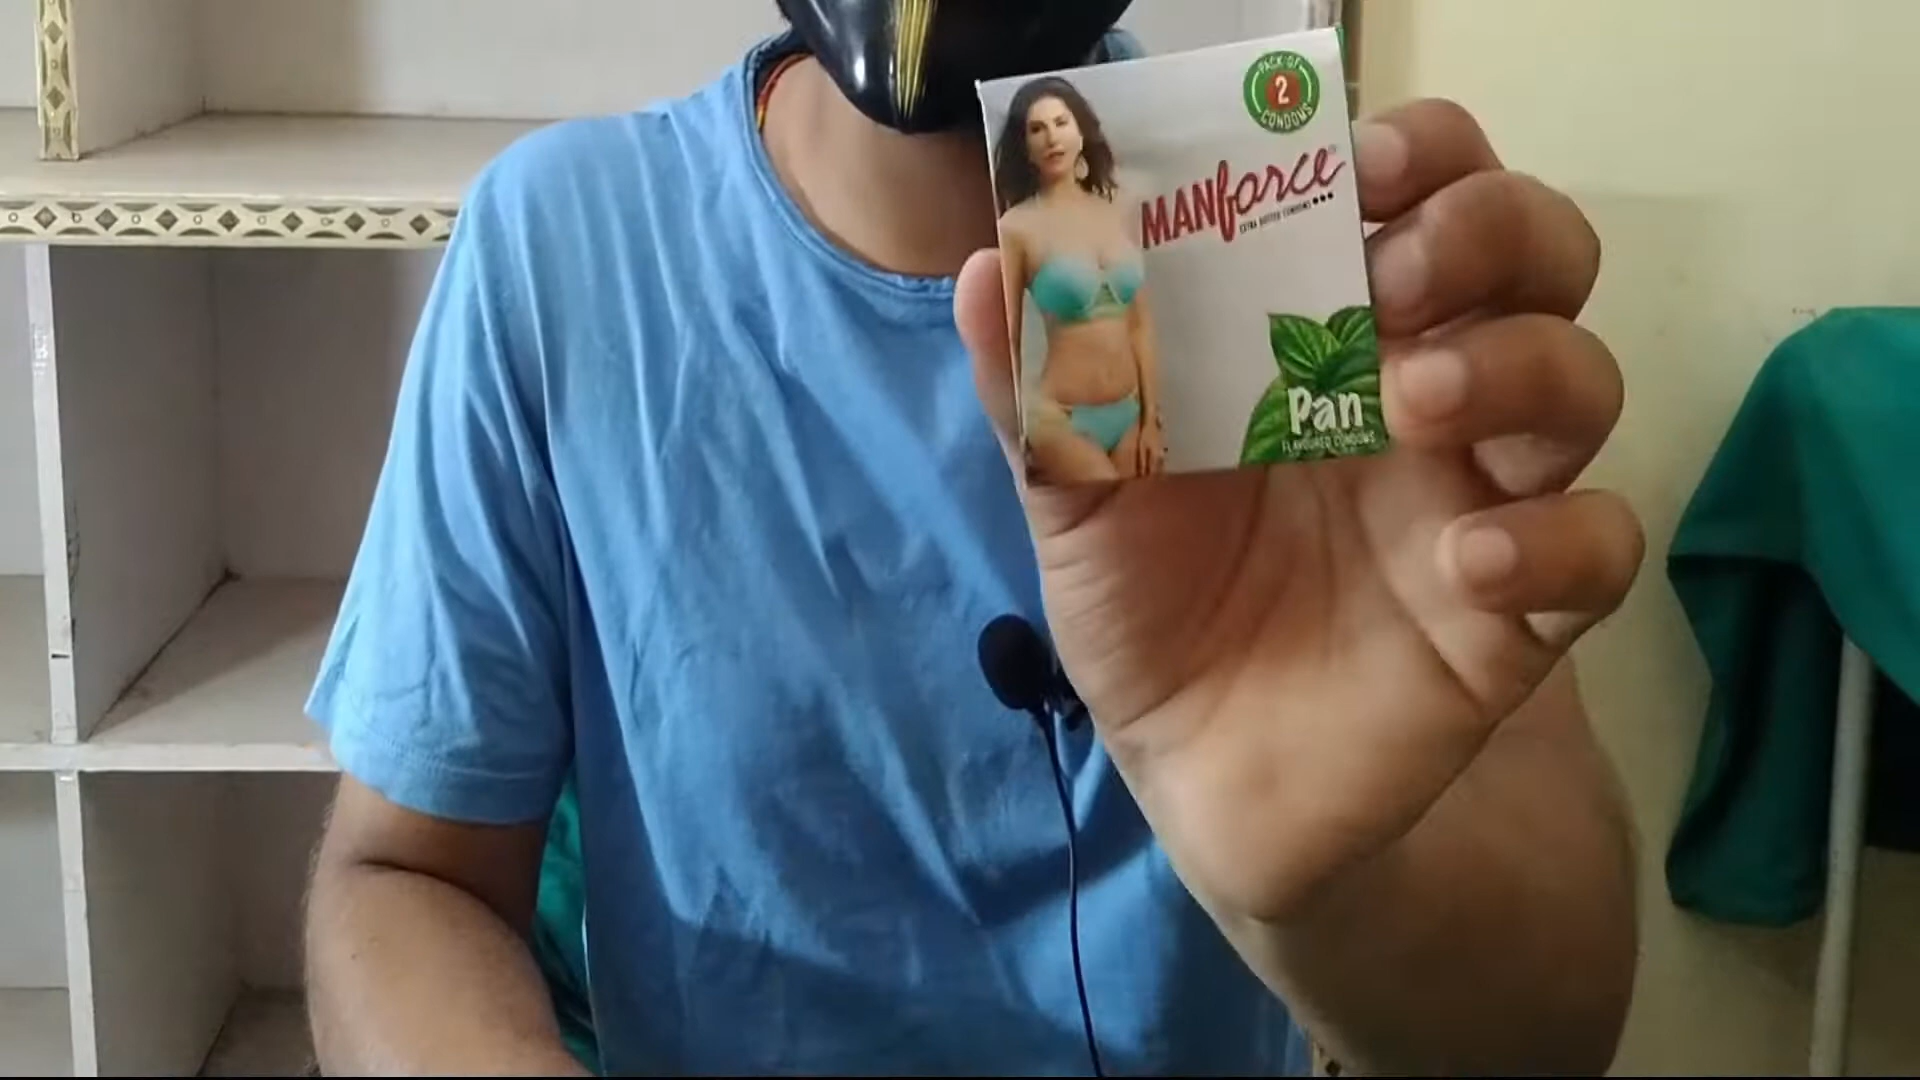 PACK OF
2
CONDOMS
MANforce
EXTRA DOTTED CONDOMS
Pan
FLAVOURED CONDOMS